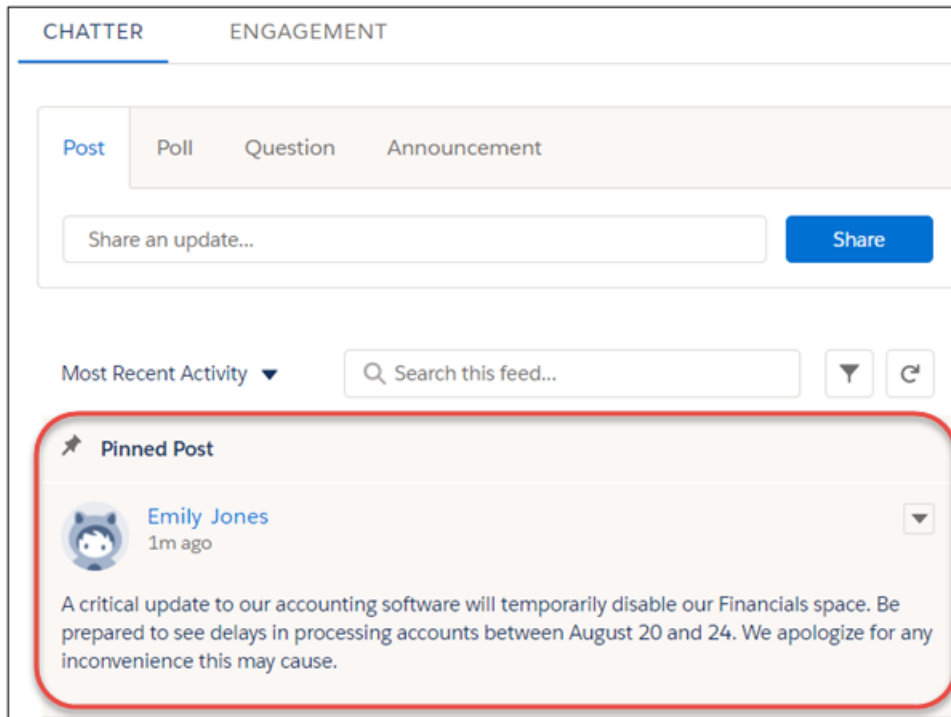 CHATTER ENGAGEMENT
Post Poll Question Announcement
Share an update... Share
Most Recent Activity Search this feed...
Pinned Post
Emily Jones
1m ago
A critical update to our accounting software will temporarily disable our Financials space. Be
prepared to see delays in processing accounts between August 20 and 24. We apologize for any
inconvenience this may cause.